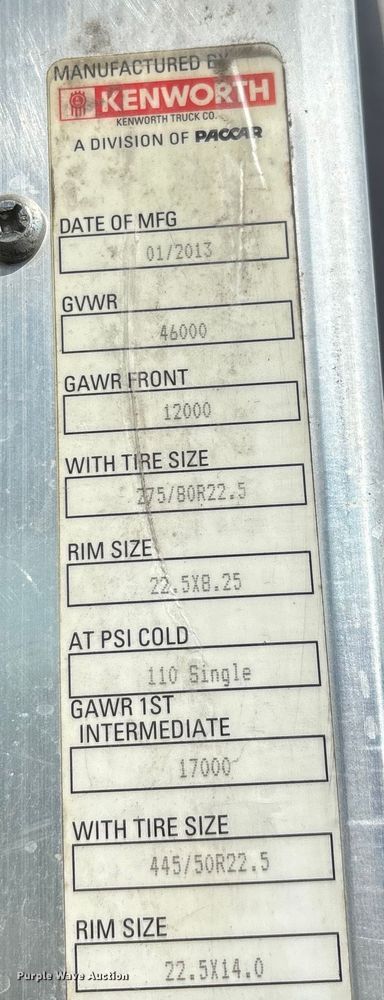 MANUFACTURED BY
KENWORTH
KENWORTH TRUCK CO.
A DIVISION OF PACCAR
DATE OF MFG
01/2013
GVWR
46000
GAWR FRONT
12000
WITH TIRE SIZE
275/80R22.5
RIM SIZE
22.5X8.25
AT PSI COLD
110 Single
GAWR 1ST
INTERMEDIATE
17000
WITH TIRE SIZE
445/50R22.5
RIM SIZE
22.5X14.0
Purple Wave Auction